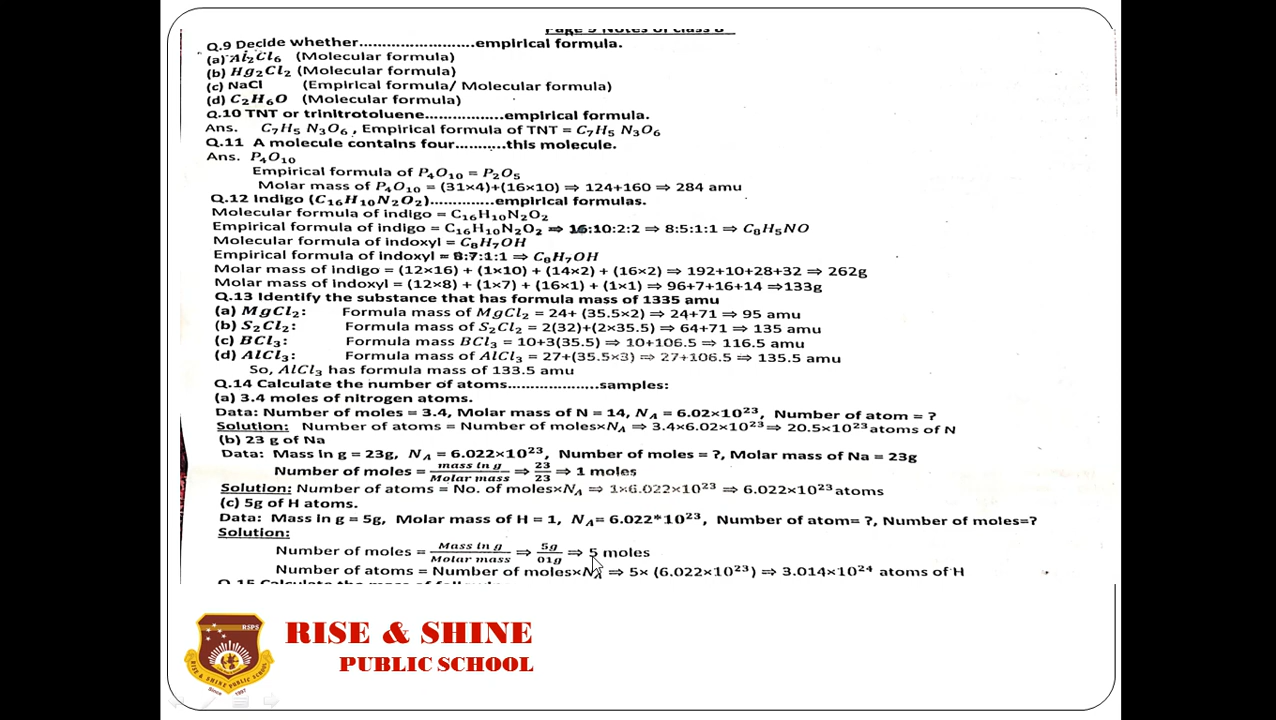 Page 5 Notes of class 8
Q.9 Decide whether..........................empirical formula.
(a) Al₂Cl₆ (Molecular formula)
(b) Hg₂Cl₂ (Molecular formula)
(c) NaCl (Empirical formula/ Molecular formula)
(d) C₂H₆O (Molecular formula)
Q.10 TNT or trinitrotoluene..................empirical formula.
Ans. C₇H₅ N₃O₆, Empirical formula of TNT = C₇H₅ N₃O₆
Q.11 A molecule contains four...........this molecule.
Ans. P₄O₁₀
Empirical formula of P₄O₁₀ = P₂O₅
Molar mass of P₄O₁₀ = (31×4)+(16×10) ⇒ 124+160 ⇒ 284 amu
Q.12 Indigo (C₁₆H₁₀N₂O₂)...............empirical formulas.
Molecular formula of indigo = C₁₆H₁₀N₂O₂
Empirical formula of indigo = C₁₆H₁₀N₂O₂ ⇒ 16:10:2:2 ⇒ 8:5:1:1 ⇒ C₈H₅NO
Molecular formula of indoxyl = C₈H₇OH
Empirical formula of indoxyl = 8:7:1:1 ⇒ C₈H₇OH
Molar mass of indigo = (12×16) + (1×10) + (14×2) + (16×2) ⇒ 192+10+28+32 ⇒ 262g
Molar mass of indoxyl = (12×8) + (1×7) + (16×1) + (1×1) ⇒ 96+7+16+14 ⇒133g
Q.13 Identify the substance that has formula mass of 1335 amu
(a) MgCl₂: Formula mass of MgCl₂ = 24+ (35.5×2) ⇒ 24+71 ⇒ 95 amu
(b) S₂Cl₂: Formula mass of S₂Cl₂ = 2(32)+(2×35.5) ⇒ 64+71 ⇒ 135 amu
(c) BCl₃: Formula mass BCl₃ = 10+3(35.5) ⇒ 10+106.5 ⇒ 116.5 amu
(d) AlCl₃: Formula mass of AlCl₃ = 27+(35.5×3) ⇒ 27+106.5 ⇒ 135.5 amu
So, AlCl₃ has formula mass of 133.5 amu
Q.14 Calculate the number of atoms.....................samples:
(a) 3.4 moles of nitrogen atoms.
Data: Number of moles = 3.4, Molar mass of N = 14, N_A = 6.02×10²³, Number of atom = ?
Solution: Number of atoms = Number of moles×N_A ⇒ 3.4×6.02×10²³⇒ 20.5×10²³ atoms of N
(b) 23 g of Na
Data: Mass in g = 23g, N_A = 6.022×10²³, Number of moles = ?, Molar mass of Na = 23g
Number of moles = mass in g/Molar mass ⇒ 23/23 ⇒ 1 moles
Solution: Number of atoms = No. of moles×N_A ⇒ 1×6.022×10²³ ⇒ 6.022×10²³ atoms
(c) 5g of H atoms.
Data: Mass in g = 5g, Molar mass of H = 1, N_A= 6.022*10²³, Number of atom= ?, Number of moles=?
Solution:
Number of moles = Mass in g/Molar mass ⇒ 5g/01g ⇒ 5 moles
Number of atoms = Number of moles×N_A ⇒ 5× (6.022×10²³) ⇒ 3.014×10²⁴ atoms of H
Q.15 Calculate the mass of
RSPS
RISE & SHINE PUBLIC SCHOOL
Since 1997
RISE & SHINE
PUBLIC SCHOOL